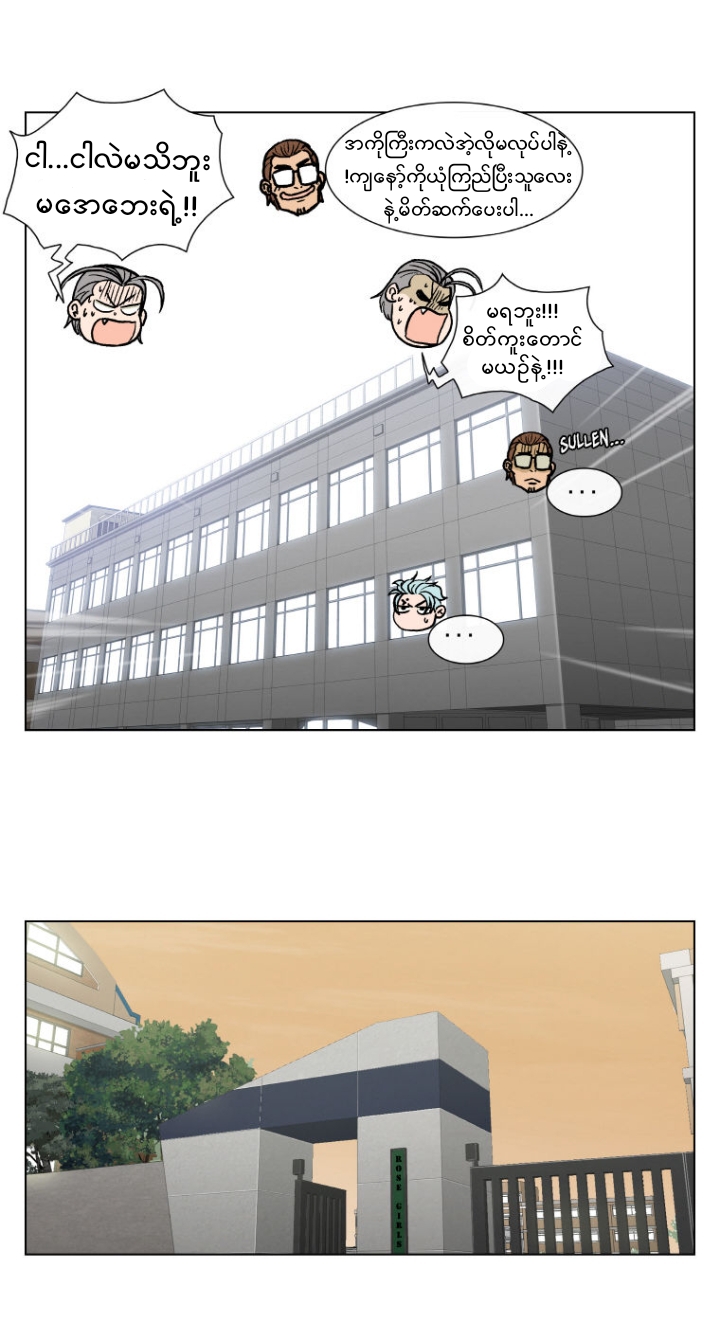 ငါ...ငါလဲမသိဘူး
မအောဘေးရဲ့!!
အကိုကြီးကလဲအဲ့လိုမလုပ်ပါနဲ့
!ကျနော့်ကိုယုံကြည်ပြီးသူလေး
နဲ့မိတ်ဆက်ပေးပါ...
မရဘူး!!!
စိတ်ကူးတောင်
မယဉ်နဲ့!!!
SULLEN...
...
...
ROSE GIRLS